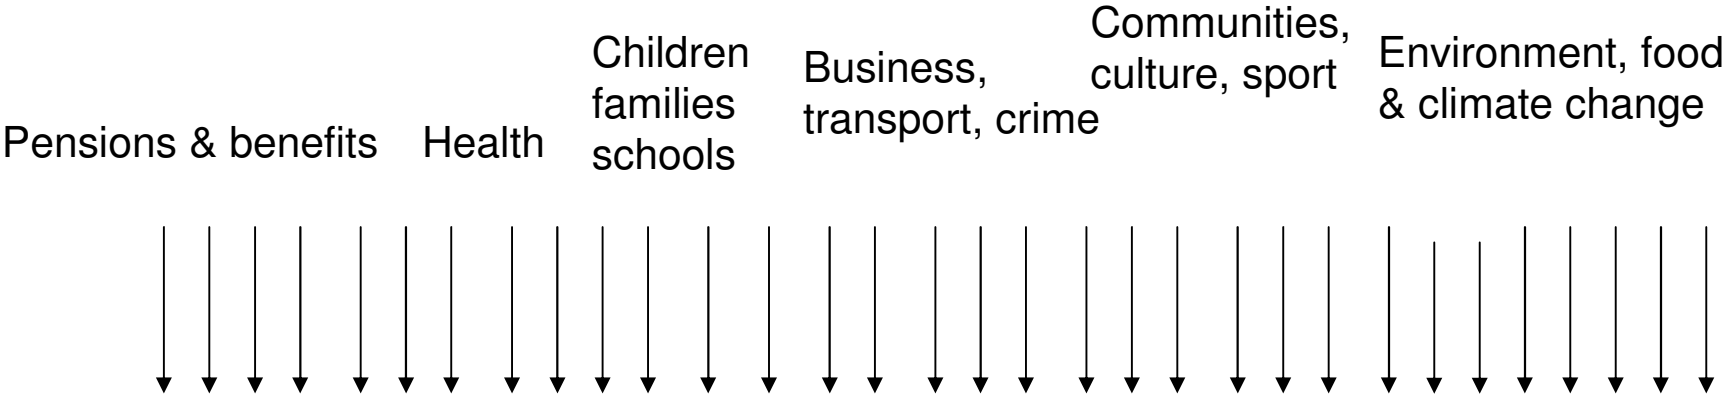 Pensions & benefits
Health
Children
families
schools
Business,
transport, crime
Communities,
culture, sport
Environment, food
& climate change